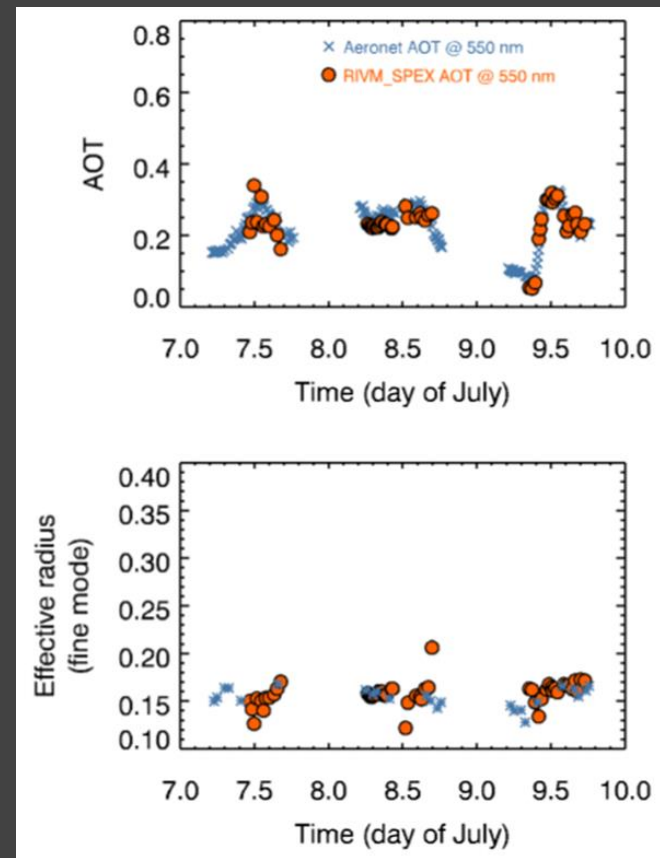 0.8
× Aeronet AOT @ 550 nm
RIVM_SPEX AOT @ 550 nm
0.6
AOT
0.4
0.2
0.0
7.0 7.5 8.0 8.5 9.0 9.5 10.0
Time (day of July)
0.40
0.35
0.30
Effective radius
(fine mode)
0.25
0.20
0.15
0.10
7.0 7.5 8.0 8.5 9.0 9.5 10.0
Time (day of July)